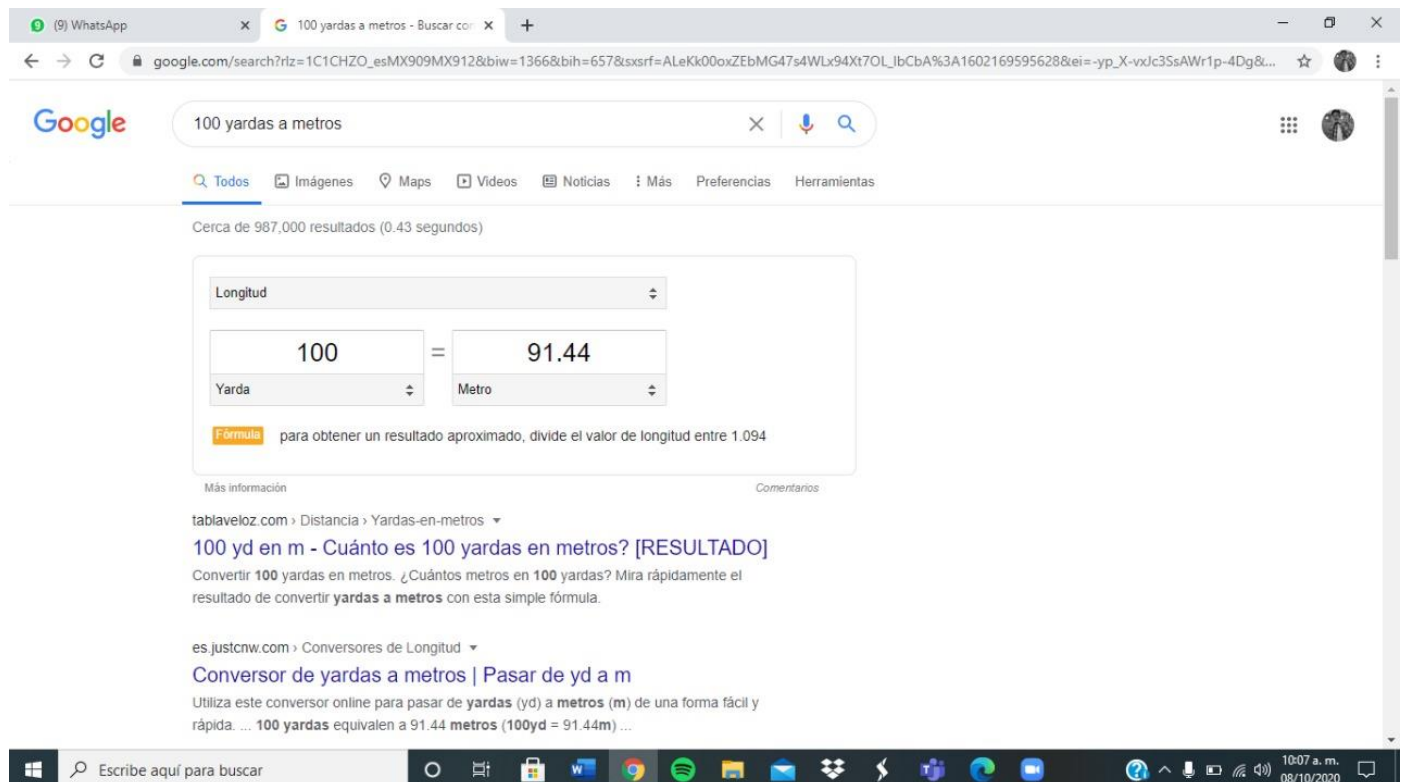 9 (9) WhatsApp
G 100 yardas a metros - Buscar con
google.com/search?rlz=1C1CHZO_esMX909MX912&biw=1366&bih=657&sxsrf=ALeKk00oxZEbMG47s4WLx94Xt7OL_IbCbA%3A1602169595628&ei=-yp_X-vxJc3SsAWr1p-4Dg&...
Google
100 yardas a metros
Todos Imágenes Maps Videos Noticias Más Preferencias Herramientas
Cerca de 987,000 resultados (0.43 segundos)
Longitud
100 = 91.44
Yarda Metro
Fórmula para obtener un resultado aproximado, divide el valor de longitud entre 1.094
Más información Comentarios
tablaveloz.com › Distancia › Yardas-en-metros
100 yd en m - Cuánto es 100 yardas en metros? [RESULTADO]
Convertir 100 yardas en metros. ¿Cuántos metros en 100 yardas? Mira rápidamente el
resultado de convertir yardas a metros con esta simple fórmula.
es.justcnw.com › Conversores de Longitud
Conversor de yardas a metros | Pasar de yd a m
Utiliza este conversor online para pasar de yardas (yd) a metros (m) de una forma fácil y
rápida. ... 100 yardas equivalen a 91.44 metros (100yd = 91.44m) ...
Escribe aquí para buscar
10:07 a. m.
08/10/2020